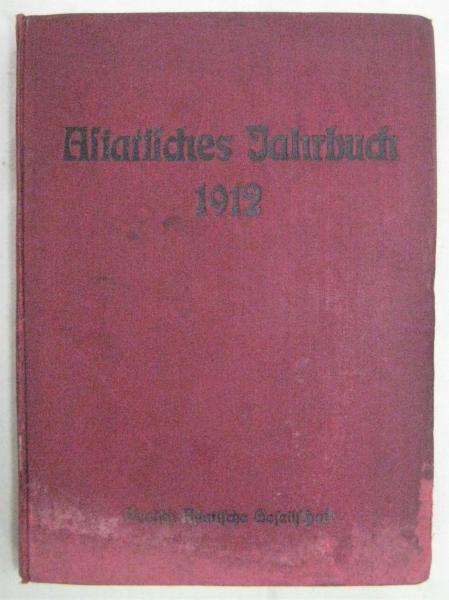 Asiatisches Jahrbuch
1912
Deutsch Asiatische Gesellschaft